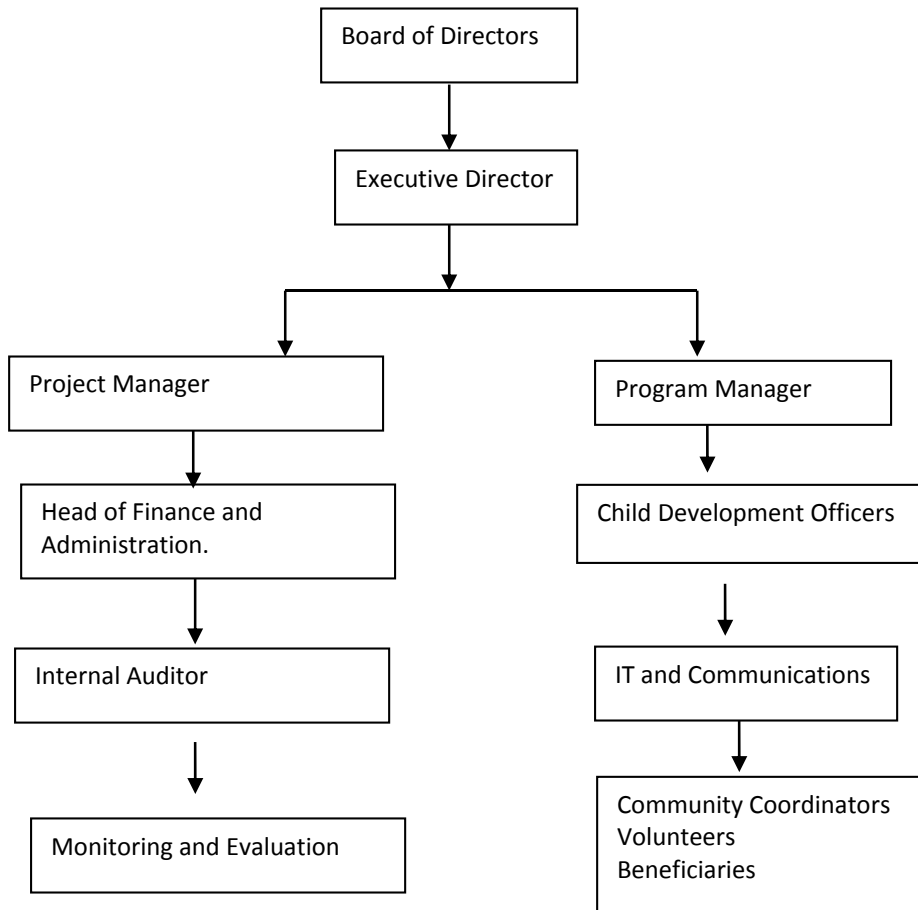 Board of Directors
Executive Director
Project Manager
Program Manager
Head of Finance and
Administration.
Child Development Officers
Internal Auditor
IT and Communications
Monitoring and Evaluation
Community Coordinators
Volunteers
Beneficiaries